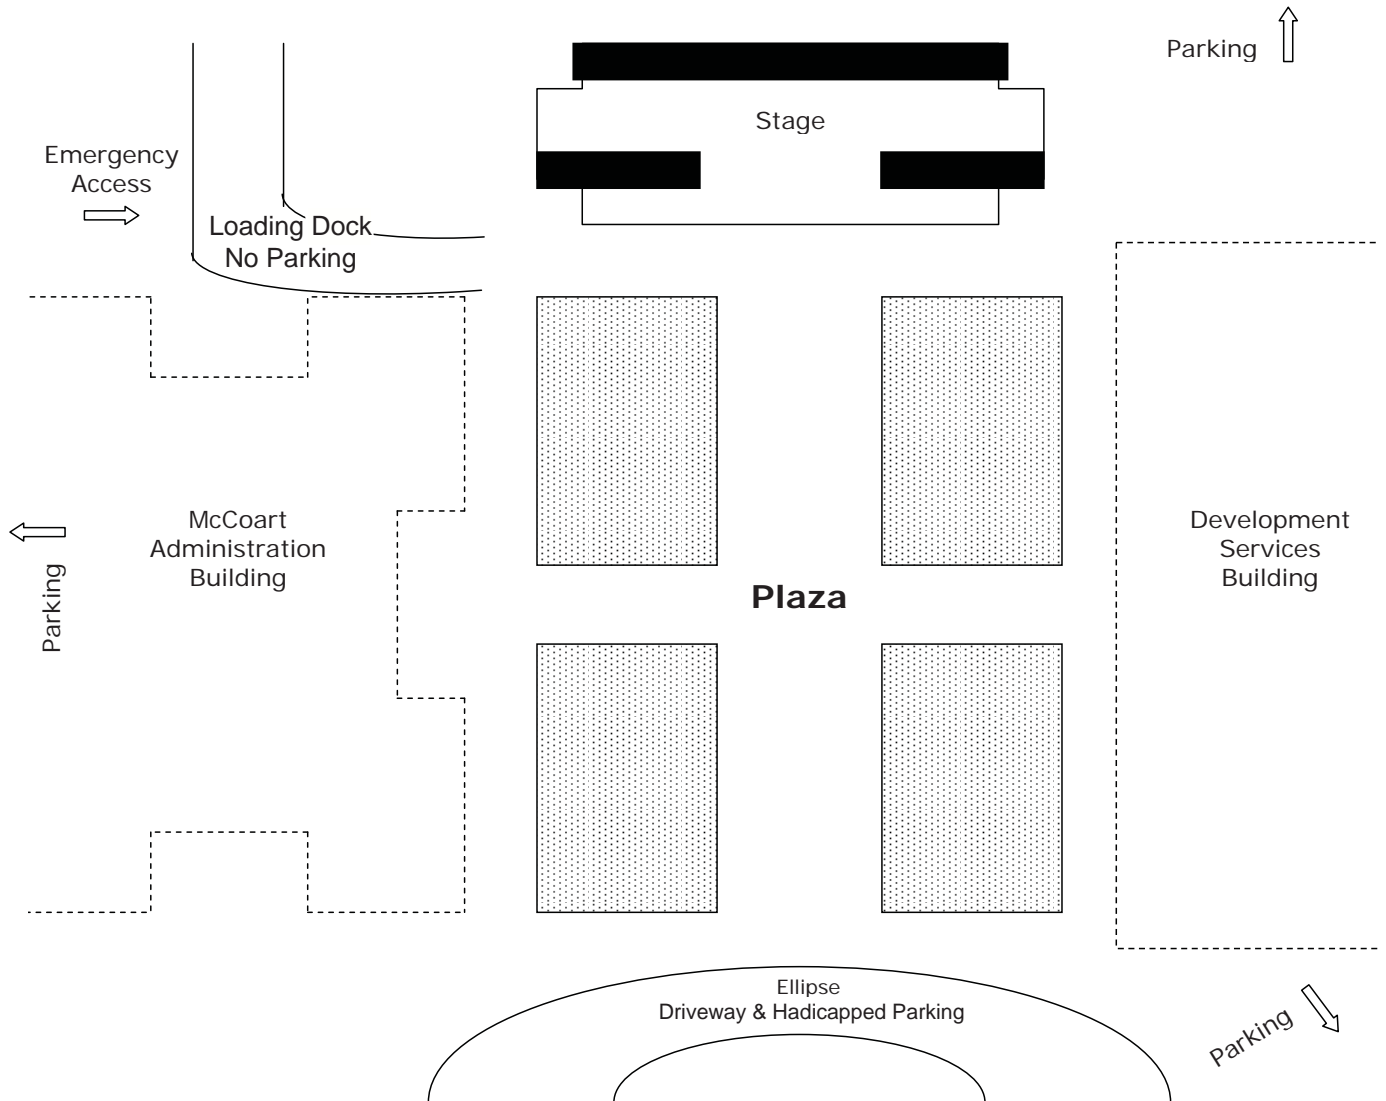 Parking
Stage
Emergency
Access
Loading Dock
No Parking
McCoart
Administration
Building
Parking
Plaza
Development
Services
Building
Ellipse
Driveway & Hadicapped Parking
Parking